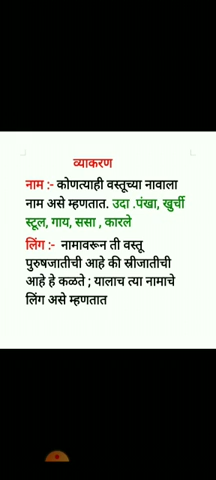 व्याकरण
नाम :- कोणत्याही वस्तूच्या नावाला
नाम असे म्हणतात. उदा .पंखा, खुर्ची
स्टूल, गाय, ससा , कारले
लिंग :- नामावरून ती वस्तू
पुरुषजातीची आहे की स्रीजातीची
आहे हे कळते ; यालाच त्या नामाचे
लिंग असे म्हणतात